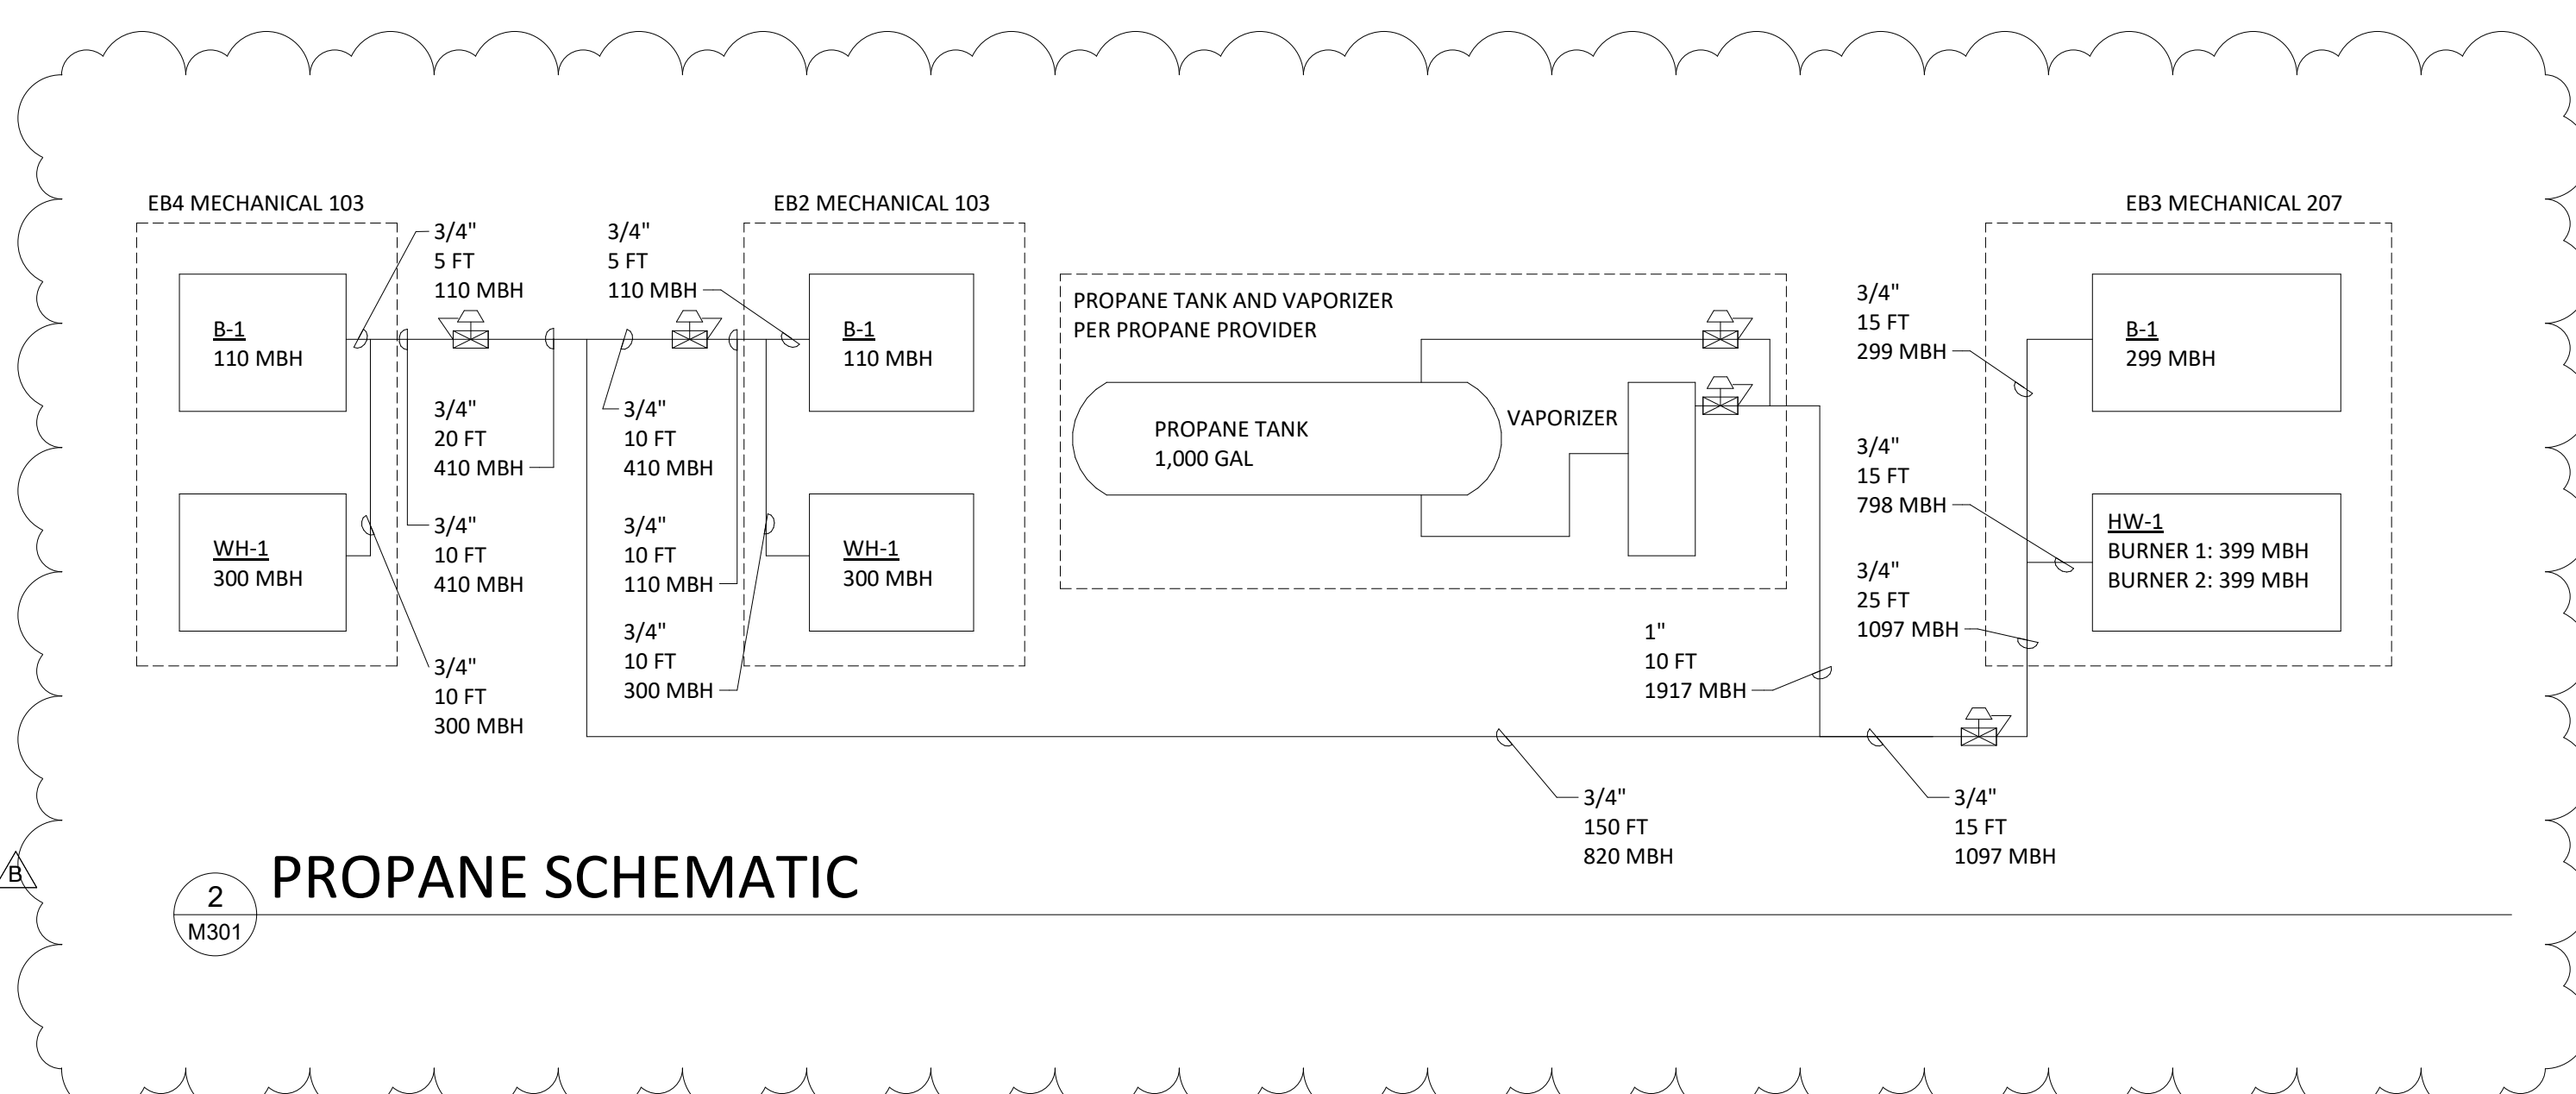 EB4 MECHANICAL 103
3/4"
5 FT
110 MBH
B-1
110 MBH
WH-1
300 MBH
3/4"
20 FT
410 MBH
3/4"
10 FT
410 MBH
3/4"
10 FT
300 MBH
EB2 MECHANICAL 103
3/4"
5 FT
110 MBH
B-1
110 MBH
WH-1
300 MBH
3/4"
10 FT
410 MBH
3/4"
10 FT
110 MBH
3/4"
10 FT
300 MBH
PROPANE TANK AND VAPORIZER
PER PROPANE PROVIDER
PROPANE TANK
1,000 GAL
VAPORIZER
1"
10 FT
1917 MBH
EB3 MECHANICAL 207
3/4"
15 FT
299 MBH
B-1
299 MBH
3/4"
15 FT
798 MBH
HW-1
BURNER 1: 399 MBH
BURNER 2: 399 MBH
3/4"
25 FT
1097 MBH
3/4"
150 FT
820 MBH
3/4"
15 FT
1097 MBH
B
2
M301
PROPANE SCHEMATIC